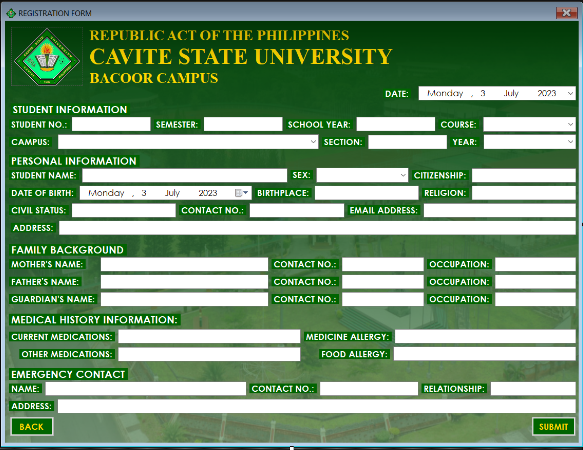 REGISTRATION FORM
REPUBLIC ACT OF THE PHILIPPINES
CAVITE STATE UNIVERSITY
BACOOR CAMPUS
DATE: Monday , 3 July 2023
STUDENT INFORMATION
STUDENT NO.: SEMESTER: SCHOOL YEAR: COURSE:
CAMPUS: SECTION: YEAR:
PERSONAL INFORMATION
STUDENT NAME: SEX: CITIZENSHIP:
DATE OF BIRTH: Monday , 3 July 2023 BIRTHPLACE: RELIGION:
CIVIL STATUS: CONTACT NO.: EMAIL ADDRESS:
ADDRESS:
FAMILY BACKGROUND
MOTHER'S NAME: CONTACT NO.: OCCUPATION:
FATHER'S NAME: CONTACT NO.: OCCUPATION:
GUARDIAN'S NAME: CONTACT NO.: OCCUPATION:
MEDICAL HISTORY INFORMATION:
CURRENT MEDICATIONS: MEDICINE ALLERGY:
OTHER MEDICATIONS: FOOD ALLERGY:
EMERGENCY CONTACT
NAME: CONTACT NO.: RELATIONSHIP:
ADDRESS:
BACK SUBMIT